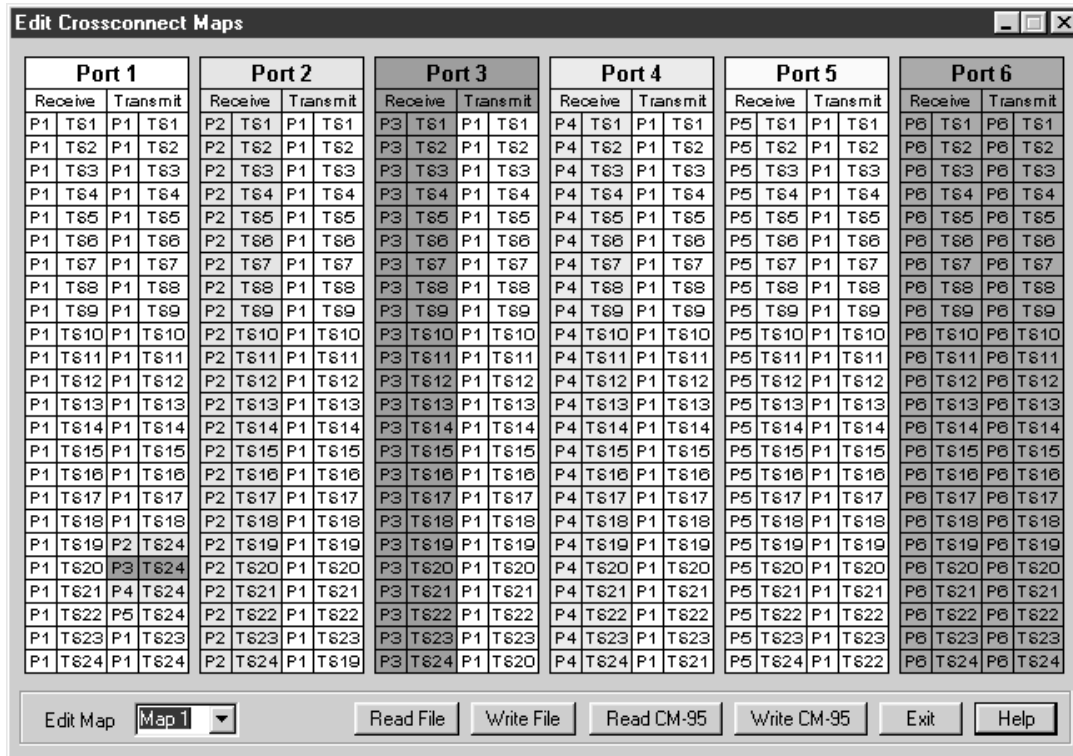 Edit Crossconnect Maps
Port 1 Port 2 Port 3 Port 4 Port 5 Port 6
Receive Transmit Receive Transmit Receive Transmit Receive Transmit Receive Transmit Receive Transmit
P1 TS1 P1 TS1 P2 TS1 P1 TS1 P3 TS1 P1 TS1 P4 TS1 P1 TS1 P5 TS1 P1 TS1 P6 TS1 P6 TS1
P1 TS2 P1 TS2 P2 TS2 P1 TS2 P3 TS2 P1 TS2 P4 TS2 P1 TS2 P5 TS2 P1 TS2 P6 TS2 P6 TS2
P1 TS3 P1 TS3 P2 TS3 P1 TS3 P3 TS3 P1 TS3 P4 TS3 P1 TS3 P5 TS3 P1 TS3 P6 TS3 P6 TS3
P1 TS4 P1 TS4 P2 TS4 P1 TS4 P3 TS4 P1 TS4 P4 TS4 P1 TS4 P5 TS4 P1 TS4 P6 TS4 P6 TS4
P1 TS5 P1 TS5 P2 TS5 P1 TS5 P3 TS5 P1 TS5 P4 TS5 P1 TS5 P5 TS5 P1 TS5 P6 TS5 P6 TS5
P1 TS6 P1 TS6 P2 TS6 P1 TS6 P3 TS6 P1 TS6 P4 TS6 P1 TS6 P5 TS6 P1 TS6 P6 TS6 P6 TS6
P1 TS7 P1 TS7 P2 TS7 P1 TS7 P3 TS7 P1 TS7 P4 TS7 P1 TS7 P5 TS7 P1 TS7 P6 TS7 P6 TS7
P1 TS8 P1 TS8 P2 TS8 P1 TS8 P3 TS8 P1 TS8 P4 TS8 P1 TS8 P5 TS8 P1 TS8 P6 TS8 P6 TS8
P1 TS9 P1 TS9 P2 TS9 P1 TS9 P3 TS9 P1 TS9 P4 TS9 P1 TS9 P5 TS9 P1 TS9 P6 TS9 P6 TS9
P1 TS10 P1 TS10 P2 TS10 P1 TS10 P3 TS10 P1 TS10 P4 TS10 P1 TS10 P5 TS10 P1 TS10 P6 TS10 P6 TS10
P1 TS11 P1 TS11 P2 TS11 P1 TS11 P3 TS11 P1 TS11 P4 TS11 P1 TS11 P5 TS11 P1 TS11 P6 TS11 P6 TS11
P1 TS12 P1 TS12 P2 TS12 P1 TS12 P3 TS12 P1 TS12 P4 TS12 P1 TS12 P5 TS12 P1 TS12 P6 TS12 P6 TS12
P1 TS13 P1 TS13 P2 TS13 P1 TS13 P3 TS13 P1 TS13 P4 TS13 P1 TS13 P5 TS13 P1 TS13 P6 TS13 P6 TS13
P1 TS14 P1 TS14 P2 TS14 P1 TS14 P3 TS14 P1 TS14 P4 TS14 P1 TS14 P5 TS14 P1 TS14 P6 TS14 P6 TS14
P1 TS15 P1 TS15 P2 TS15 P1 TS15 P3 TS15 P1 TS15 P4 TS15 P1 TS15 P5 TS15 P1 TS15 P6 TS15 P6 TS15
P1 TS16 P1 TS16 P2 TS16 P1 TS16 P3 TS16 P1 TS16 P4 TS16 P1 TS16 P5 TS16 P1 TS16 P6 TS16 P6 TS16
P1 TS17 P1 TS17 P2 TS17 P1 TS17 P3 TS17 P1 TS17 P4 TS17 P1 TS17 P5 TS17 P1 TS17 P6 TS17 P6 TS17
P1 TS18 P1 TS18 P2 TS18 P1 TS18 P3 TS18 P1 TS18 P4 TS18 P1 TS18 P5 TS18 P1 TS18 P6 TS18 P6 TS18
P1 TS19 P2 TS24 P2 TS19 P1 TS19 P3 TS19 P1 TS19 P4 TS19 P1 TS19 P5 TS19 P1 TS19 P6 TS19 P6 TS19
P1 TS20 P3 TS24 P2 TS20 P1 TS20 P3 TS20 P1 TS20 P4 TS20 P1 TS20 P5 TS20 P1 TS20 P6 TS20 P6 TS20
P1 TS21 P4 TS24 P2 TS21 P1 TS21 P3 TS21 P1 TS21 P4 TS21 P1 TS21 P5 TS21 P1 TS21 P6 TS21 P6 TS21
P1 TS22 P5 TS24 P2 TS22 P1 TS22 P3 TS22 P1 TS22 P4 TS22 P1 TS22 P5 TS22 P1 TS22 P6 TS22 P6 TS22
P1 TS23 P1 TS23 P2 TS23 P1 TS23 P3 TS23 P1 TS23 P4 TS23 P1 TS23 P5 TS23 P1 TS23 P6 TS23 P6 TS23
P1 TS24 P1 TS24 P2 TS24 P1 TS19 P3 TS24 P1 TS20 P4 TS24 P1 TS21 P5 TS24 P1 TS22 P6 TS24 P6 TS24
Edit Map Map 1 Read File Write File Read CM-95 Write CM-95 Exit Help